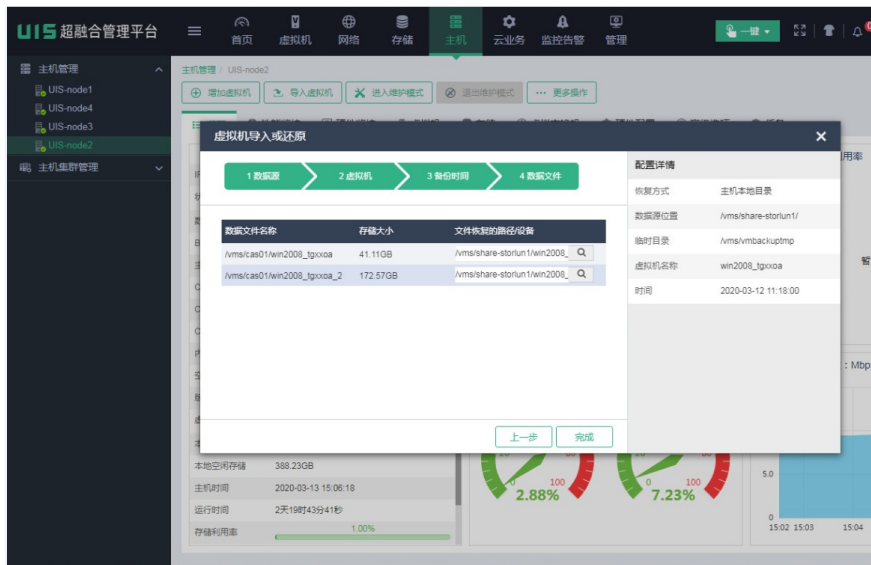 UIS 超融合管理平台
首页 虚拟机 网络 存储 主机 云业务 监控告警 管理
一键
主机管理
UIS-node1
UIS-node4
UIS-node3
UIS-node2
主机集群管理
主机管理 / UIS-node2
增加虚拟机 导入虚拟机 进入维护模式 退出维护模式 更多操作
虚拟机导入或还原
1 数据源 2 虚拟机 3 备份时间 4 数据文件
数据文件名称 存储大小 文件恢复的路径/设备
/vms/cas01/win2008_tgxxoa 41.11GB /vms/share-storlun1/win2008_
/vms/cas01/win2008_tgxxoa_2 172.57GB /vms/share-storlun1/win2008_
上一步 完成
配置详情
恢复方式 主机本地目录
数据源位置 /vms/share-storlun1/
临时目录 /vms/vmbackuptmp
虚拟机名称 win2008_tgxxoa
时间 2020-03-12 11:18:00
用率
暂
: Mbp
本地空闲存储 388.23GB
主机时间 2020-03-13 15:06:18
运行时间 2天19时43分41秒
存储利用率 1.00%
100
2.88%
100
7.23%
5.0
0
15:02 15:03 15:04